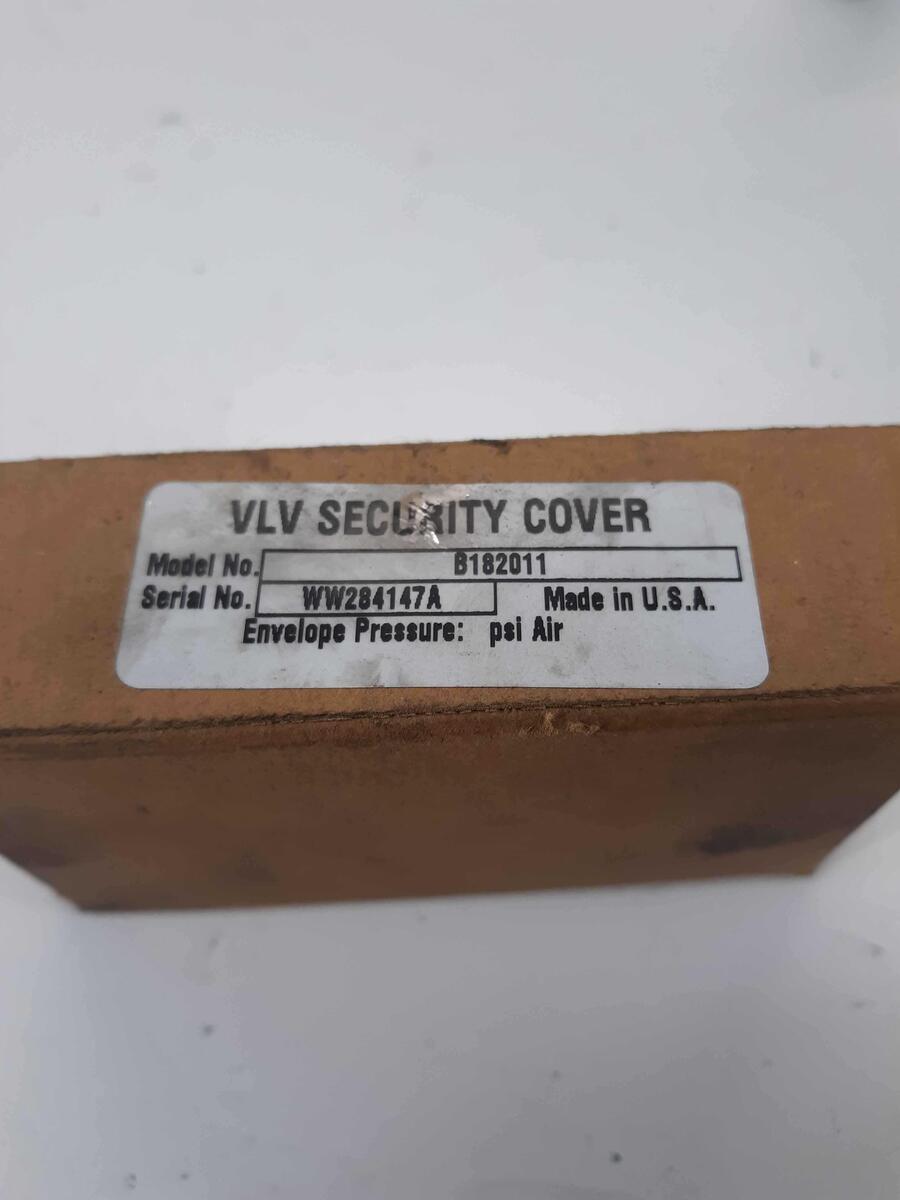 VLV SECURITY COVER
Model No. B182011
Serial No. WW284147A Made in U.S.A.
Envelope Pressure: psi Air